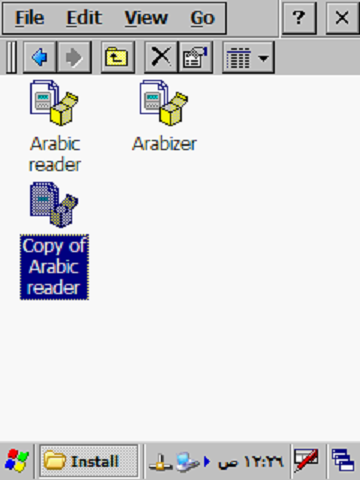 File Edit View Go ? ×
Arabic
reader
Arabizer
Copy of
Arabic
reader
Install ١٢:٢٦ ص